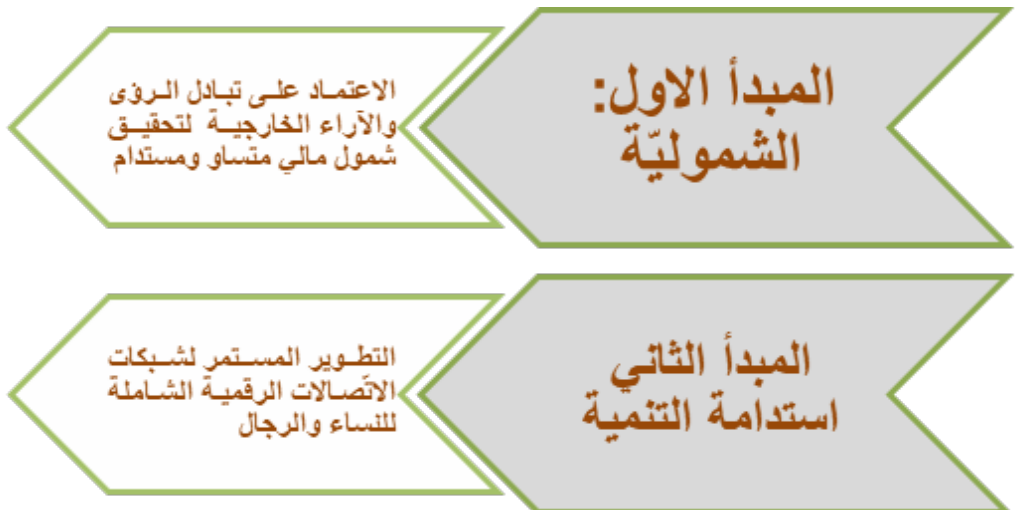 المبدأ الاول:
الشموليّة
الاعتماد على تبادل الرؤى
والآراء الخارجية لتحقيق
شمول مالي متساو ومستدام
المبدأ الثاني
استدامة التنمية
التطوير المستمر لشبكات
الاتّصالات الرقمية الشاملة
للنساء والرجال